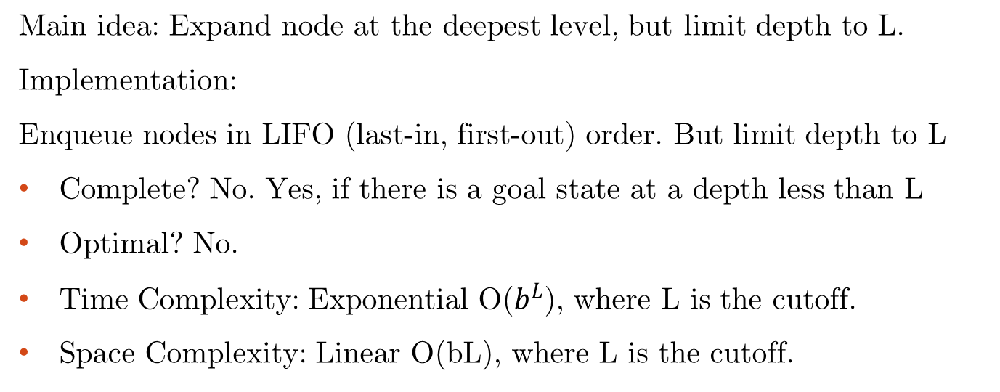 Main idea: Expand node at the deepest level, but limit depth to L.
Implementation:
Enqueue nodes in LIFO (last-in, first-out) order. But limit depth to L
• Complete? No. Yes, if there is a goal state at a depth less than L
• Optimal? No.
• Time Complexity: Exponential O(b^L), where L is the cutoff.
• Space Complexity: Linear O(bL), where L is the cutoff.